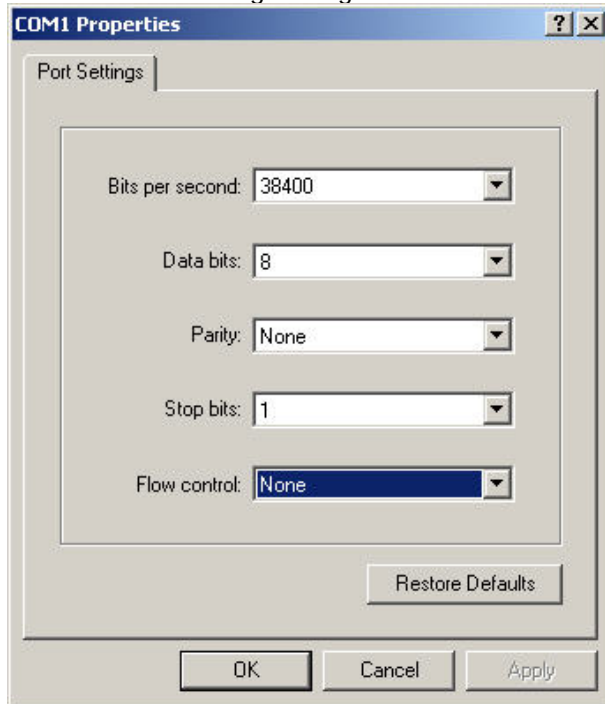 COM1 Properties
Port Settings
Bits per second: 38400
Data bits: 8
Parity: None
Stop bits: 1
Flow control: None
Restore Defaults
OK Cancel Apply